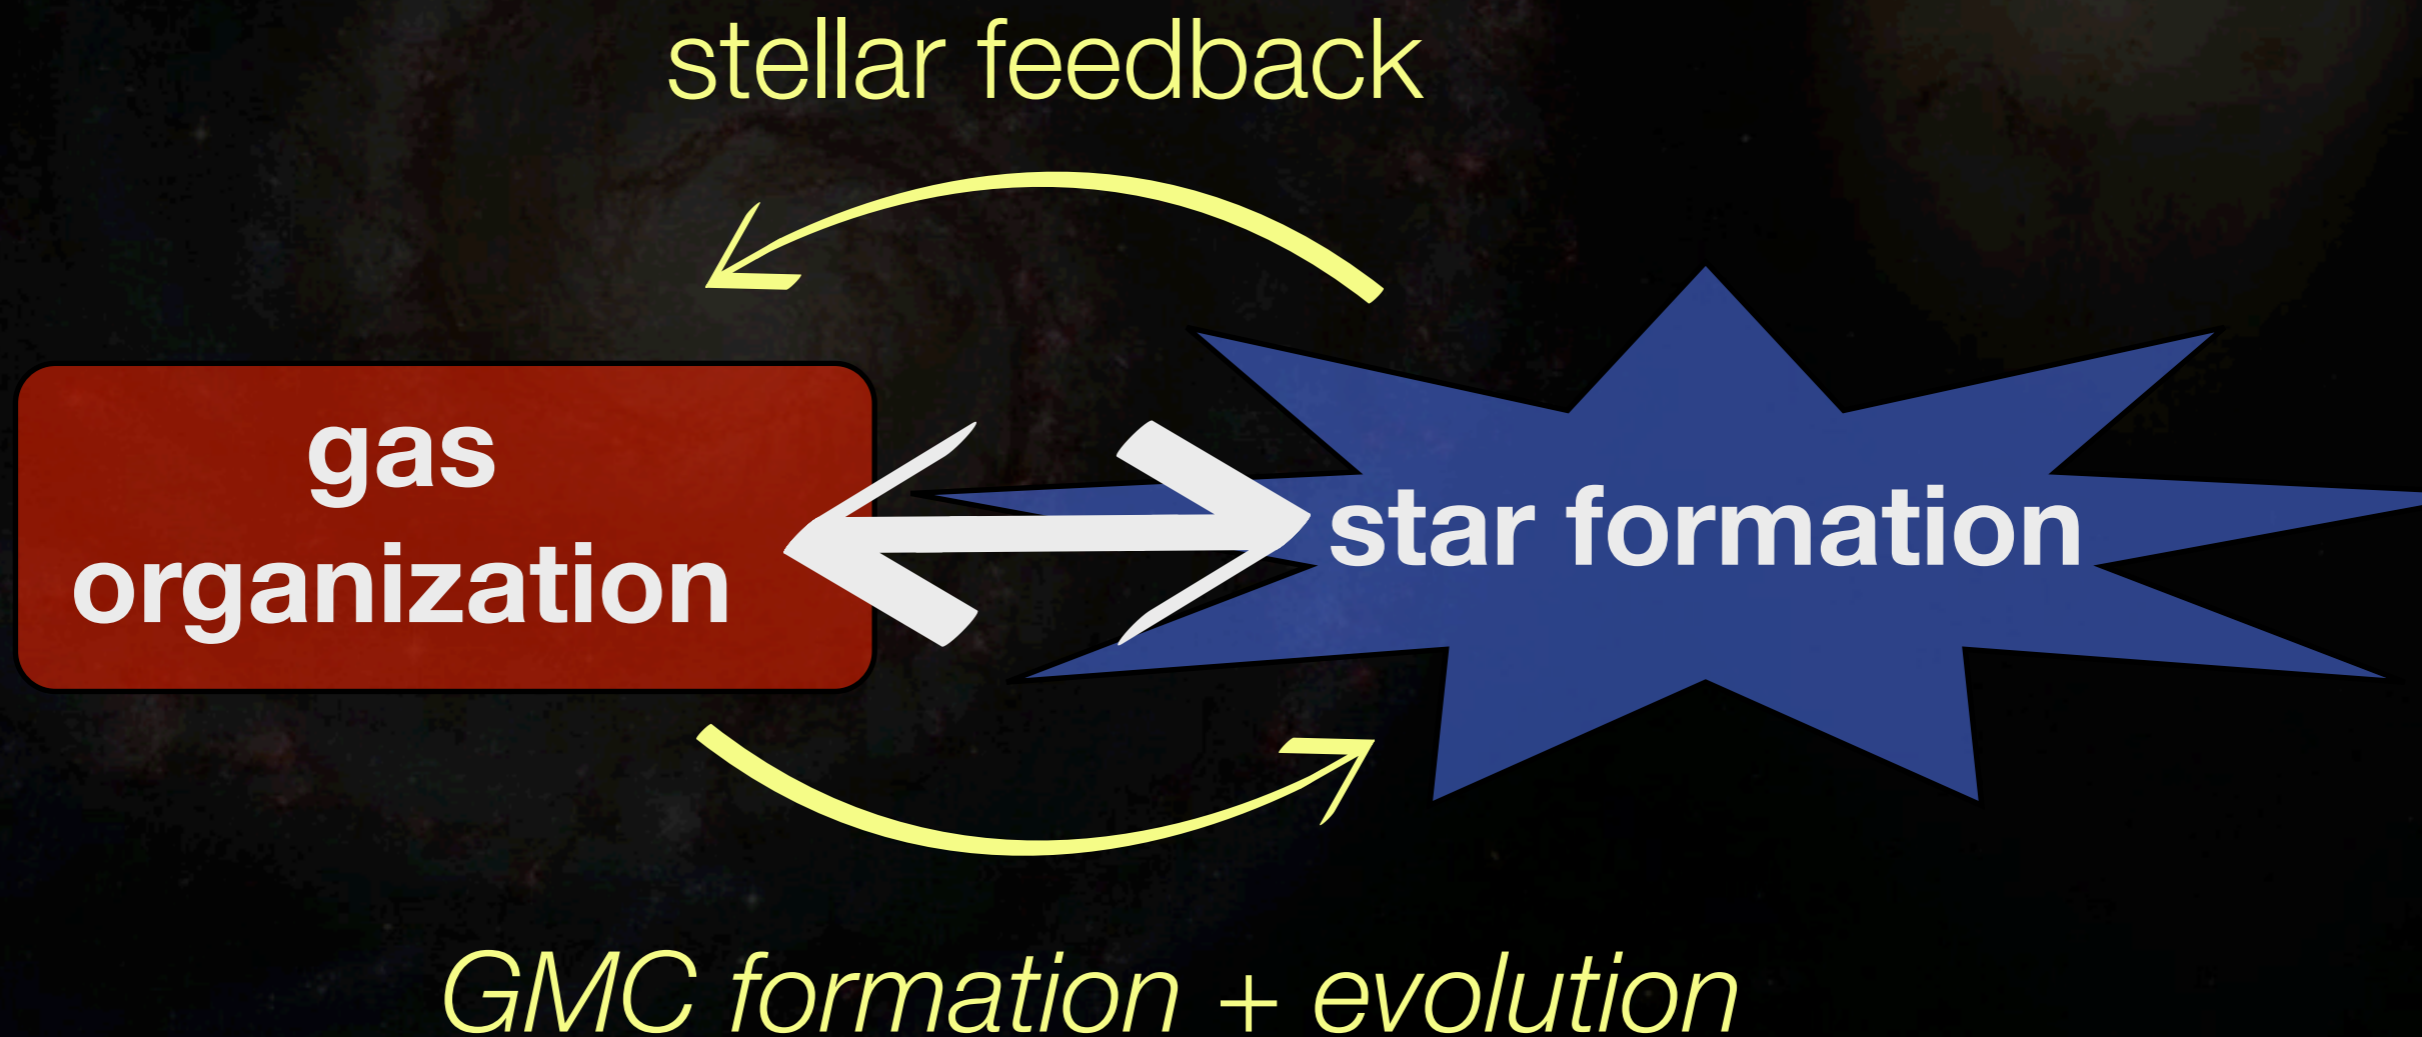 stellar feedback
gas
organization
star formation
GMC formation + evolution